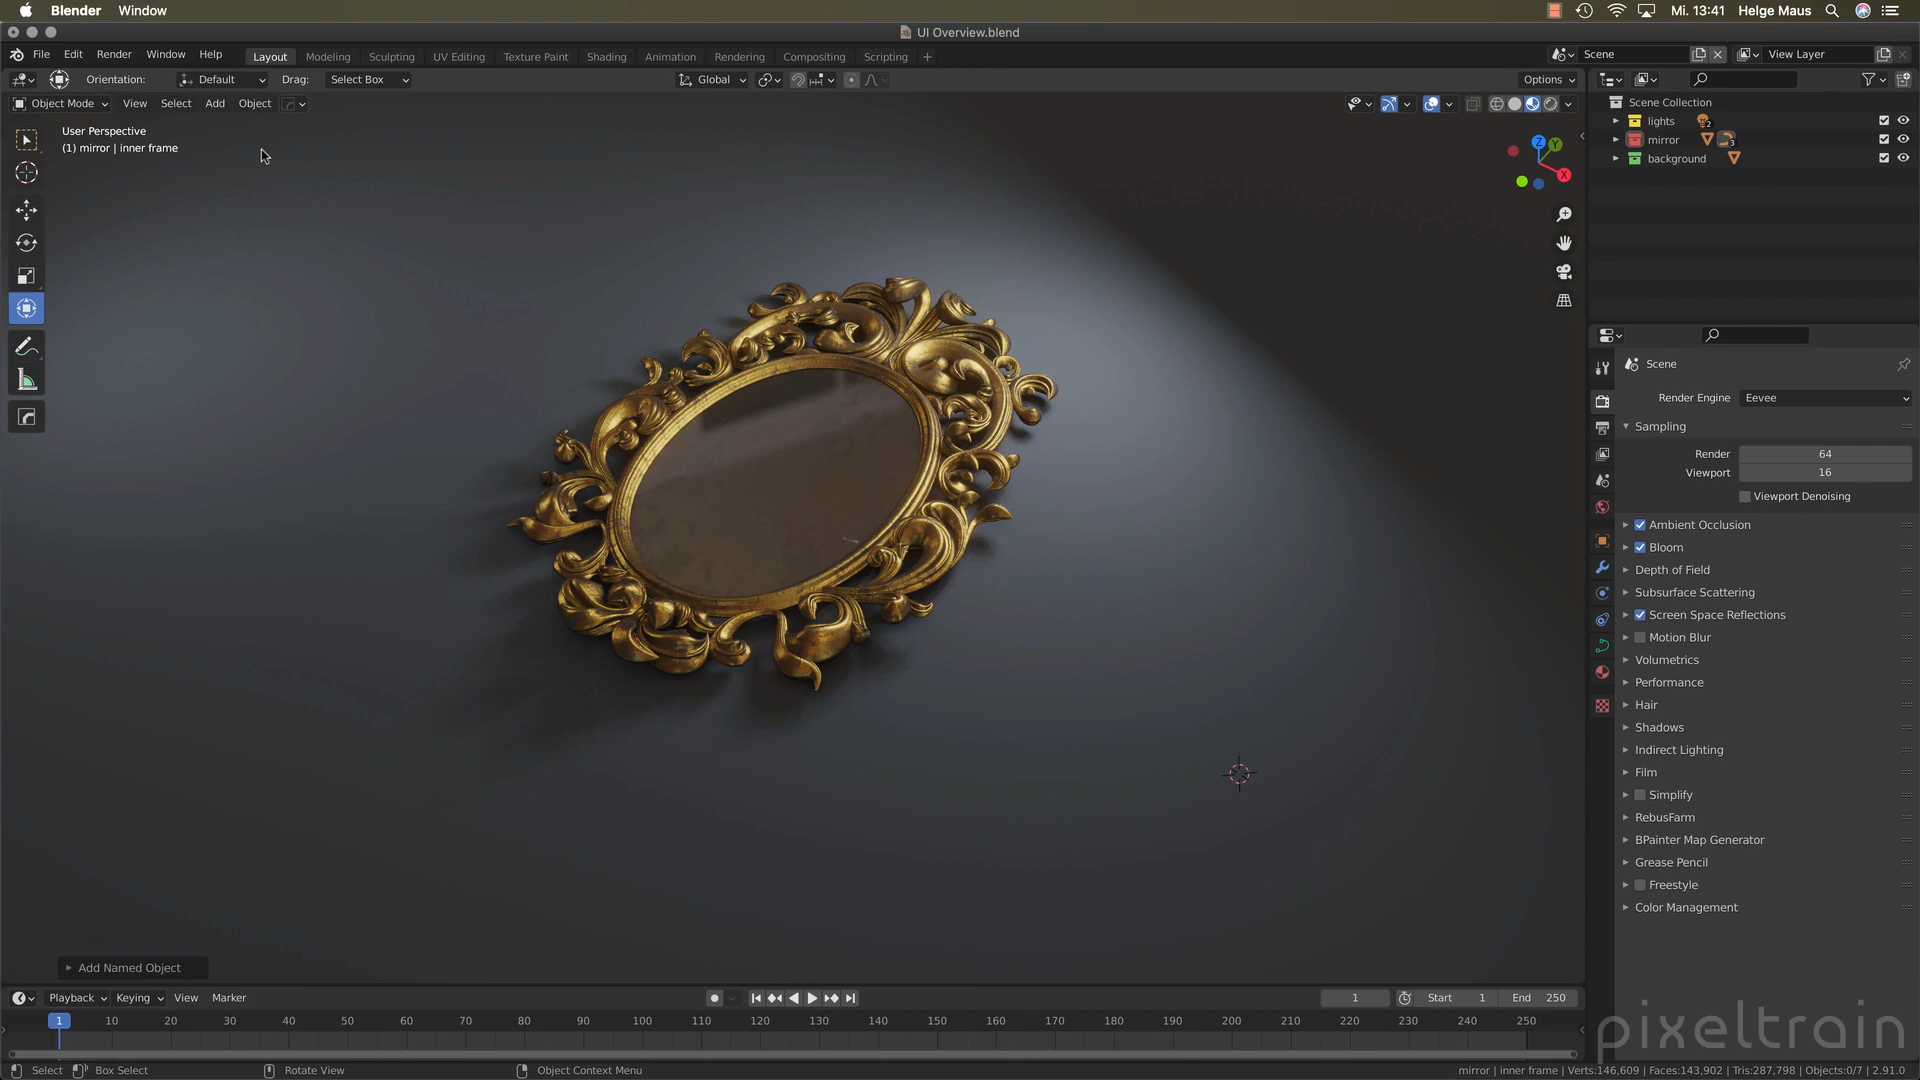 Blender Window Mi. 13:41 Helge Maus
UI Overview.blend
File Edit Render Window Help Layout Modeling Sculpting UV Editing Texture Paint Shading Animation Rendering Compositing Scripting + Scene View Layer
Orientation: Default Drag: Select Box Global Options
Object Mode View Select Add Object
User Perspective
(1) mirror | inner frame
Z Y X
Scene Collection
lights 2
mirror 3
background
Scene
Render Engine Eevee
Sampling
Render 64
Viewport 16
Viewport Denoising
Ambient Occlusion
Bloom
Depth of Field
Subsurface Scattering
Screen Space Reflections
Motion Blur
Volumetrics
Performance
Hair
Shadows
Indirect Lighting
Film
Simplify
RebusFarm
BPainter Map Generator
Grease Pencil
Freestyle
Color Management
Add Named Object
Playback Keying View Marker 1 Start 1 End 250
1 10 20 30 40 50 60 70 80 90 100 110 120 130 140 150 160 170 180 190 200 210 220 230 240 250
pixeltrain
Select Box Select Rotate View Object Context Menu mirror | inner frame | Verts:146,609 | Faces:143,902 | Tris:287,798 | Objects:0/7 | 2.91.0